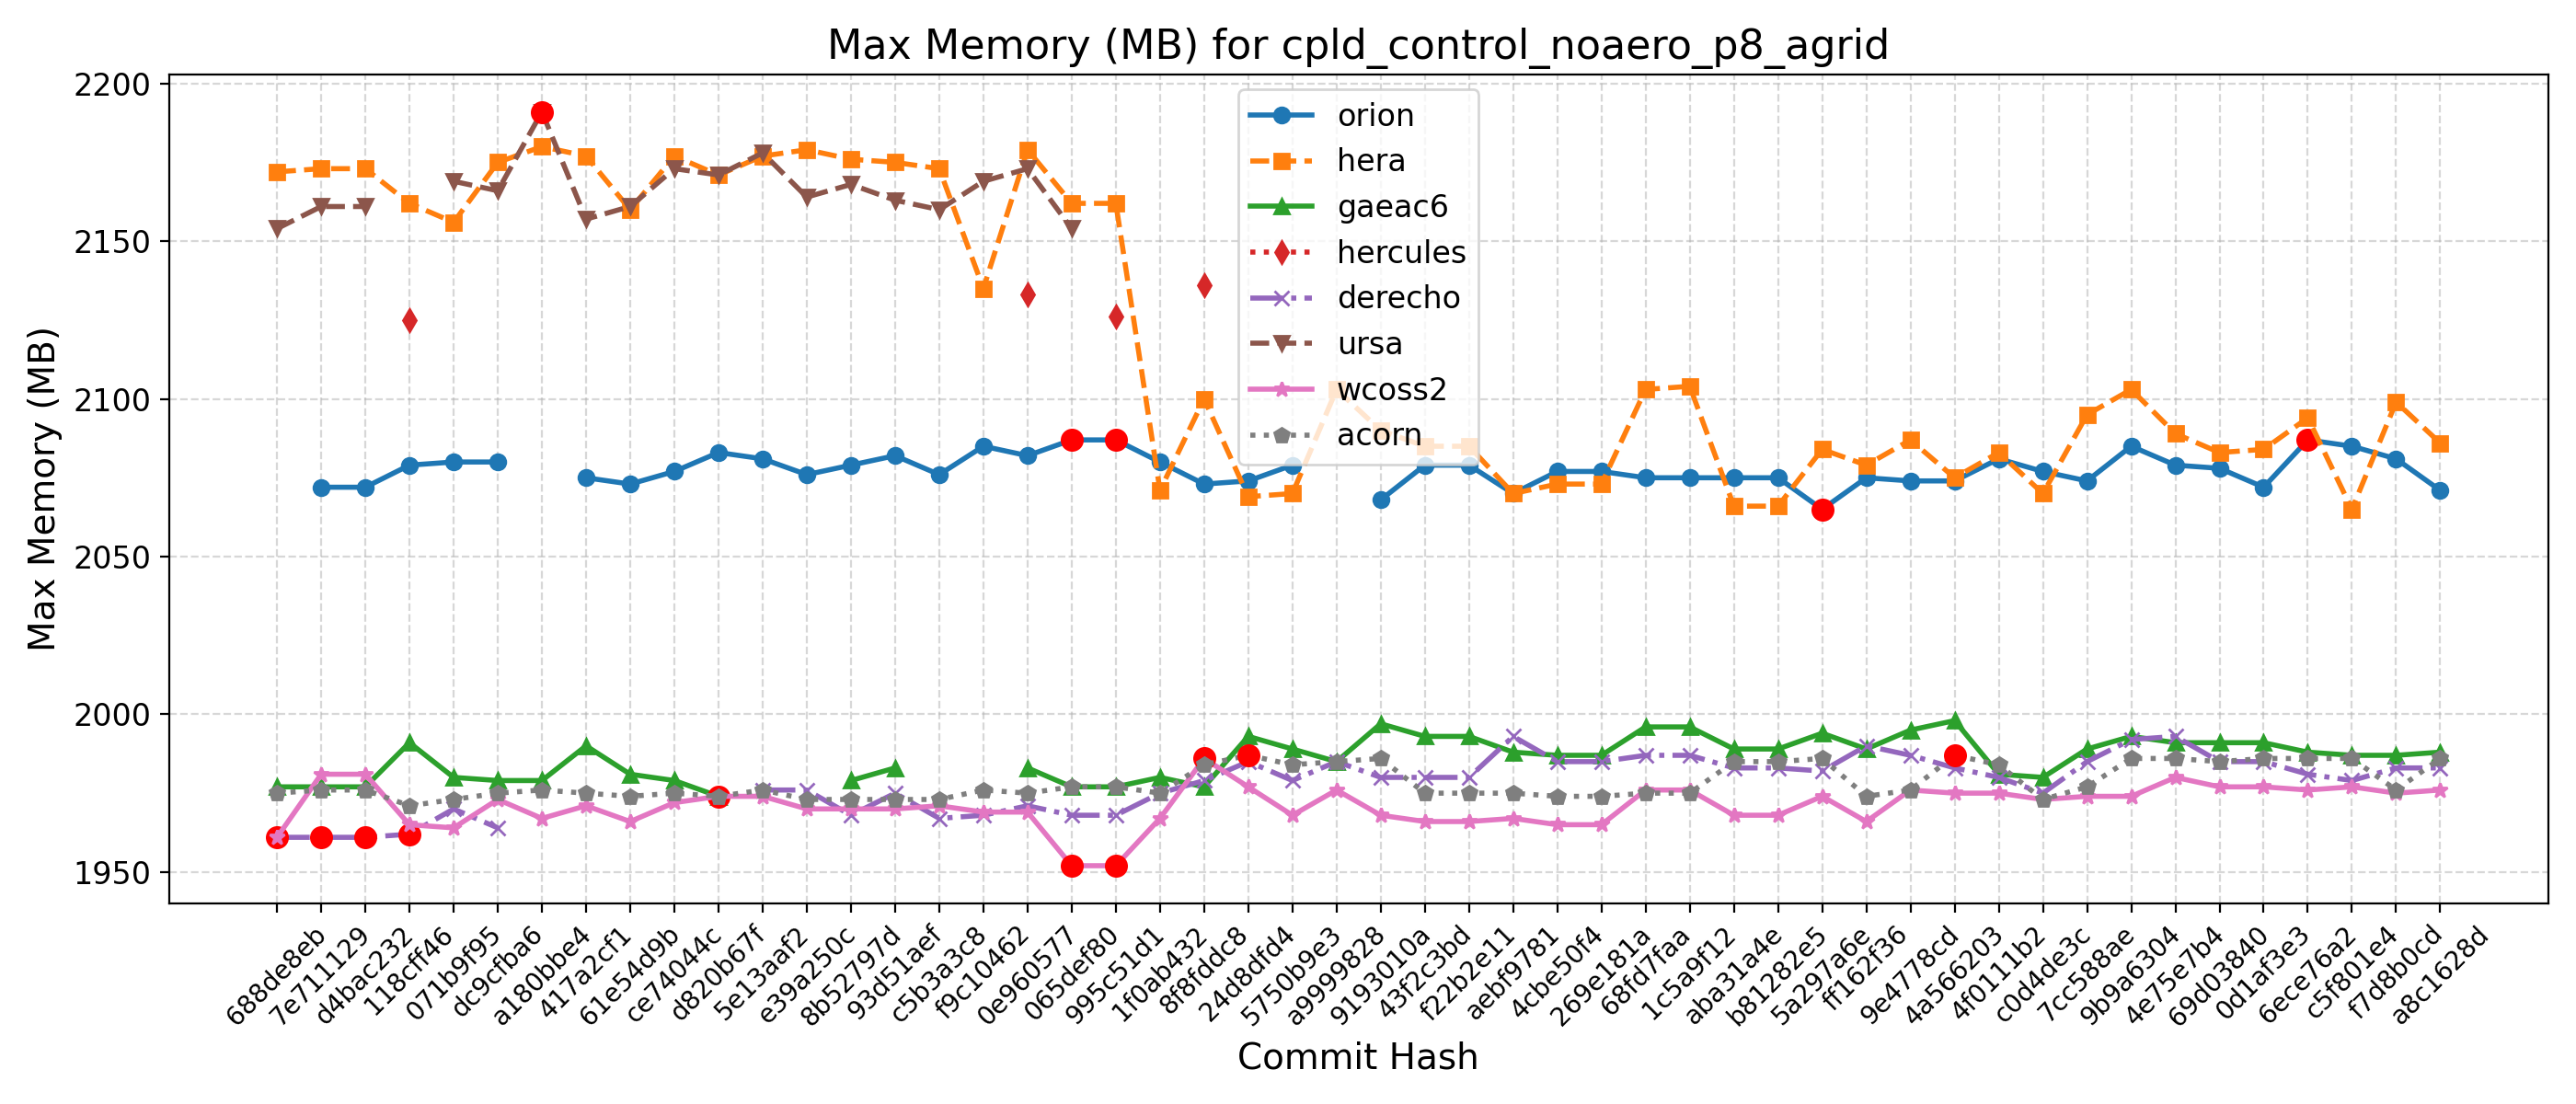 Max Memory (MB) for cpld_control_noaero_p8_agrid
Max Memory (MB)
2200
2150
2100
2050
2000
1950
orion
hera
gaeac6
hercules
derecho
ursa
wcoss2
acorn
688de8eb
7e711129
d4bac232
118cff46
071b9f95
dc9cfba6
a180bbe4
417a2cf1
61e54d9b
ce74044c
d820b67f
5e13aaf2
e39a250c
8b52797d
93d51aef
c5b3a3c8
f9c10462
0e960577
065def80
995c51d1
1f0ab432
8f8fddc8
24d8dfd4
5750b9e3
a9999828
9193010a
43f2c3bd
f22b2e11
aebf9781
4cbe50f4
269e181a
68fd7faa
1c5a9f12
aba31a4e
b81282e5
5a297a6e
ff162f36
9e4778cd
4a566203
4f0111b2
c0d4de3c
7cc588ae
9b9a6304
4e75e7b4
69d03840
0d1af3e3
6ece76a2
c5f801e4
f7d8b0cd
a8c1628d
Commit Hash